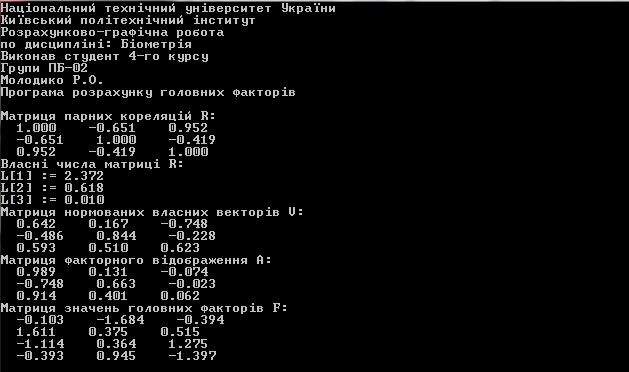 Національний технічний університет України
Київський політехнічний інститут
Розрахунково-графічна робота
по дисципліні: Біометрія
Виконав студент 4-го курсу
Групи ПБ-02
Молодико Р.О.
Програма розрахунку головних факторів
Матриця парних кореляцій R:
1.000 -0.651 0.952
-0.651 1.000 -0.419
0.952 -0.419 1.000
Власні числа матриці R:
L[1] := 2.372
L[2] := 0.618
L[3] := 0.010
Матриця нормованих власних векторів V:
0.642 0.167 -0.748
-0.486 0.844 -0.228
0.593 0.510 0.623
Матриця факторного відображення A:
0.989 0.131 -0.074
-0.748 0.663 -0.023
0.914 0.401 0.062
Матриця значень головних факторів F:
-0.103 -1.684 -0.394
1.611 0.375 0.515
-1.114 0.364 1.275
-0.393 0.945 -1.397